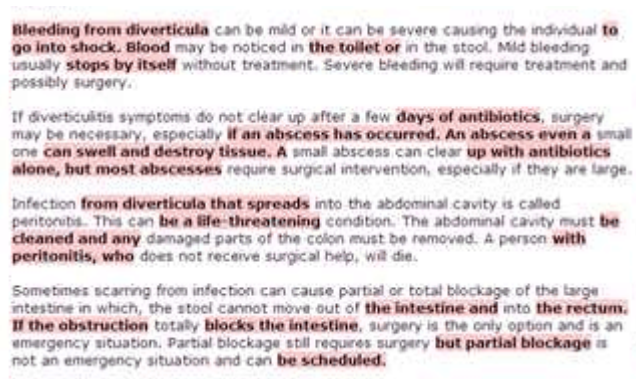 Bleeding from diverticula can be mild or it can be severe causing the individual to
go into shock. Blood may be noticed in the toilet or in the stool. Mild bleeding
usually stops by itself without treatment. Severe bleeding will require treatment and
possibly surgery.
If diverticulitis symptoms do not clear up after a few days of antibiotics, surgery
may be necessary, especially if an abscess has occurred. An abscess even a small
one can swell and destroy tissue. A small abscess can clear up with antibiotics
alone, but most abscesses require surgical intervention, especially if they are large.
Infection from diverticula that spreads into the abdominal cavity is called
peritonitis. This can be a life-threatening condition. The abdominal cavity must be
cleaned and any damaged parts of the colon must be removed. A person with
peritonitis, who does not receive surgical help, will die.
Sometimes scarring from infection can cause partial or total blockage of the large
intestine in which, the stool cannot move out of the intestine and into the rectum.
If the obstruction totally blocks the intestine, surgery is the only option and is an
emergency situation. Partial blockage still requires surgery but partial blockage is
not an emergency situation and can be scheduled.